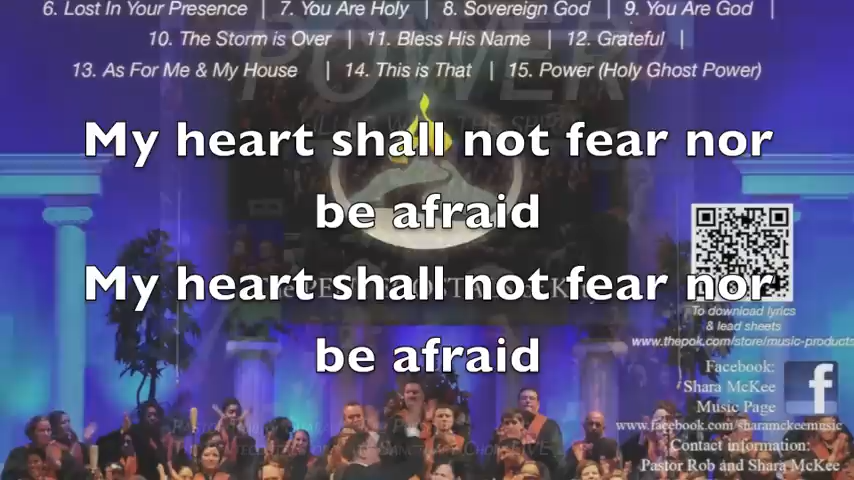 6. Lost In Your Presence | 7. You Are Holy | 8. Sovereign God | 9. You Are God |
10. The Storm is Over | 11. Bless His Name | 12. Grateful |
13. As For Me & My House | 14. This is That | 15. Power (Holy Ghost Power)
POWER
My heart shall not fear nor
be afraid
My heart shall not fear nor
be afraid
To download lyrics
& lead sheets
www.thepok.com/store/music-products
Facebook:
Shara McKee
Music Page
www.facebook.com/sharamckeemusic
Contact information:
Pastor Rob and Shara McKee